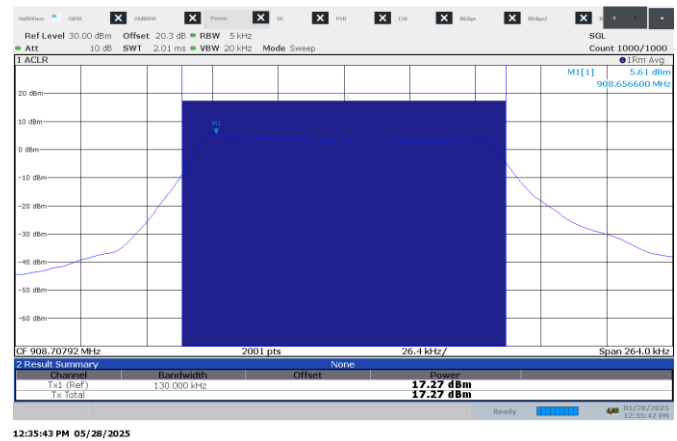 MultiView Power DC PSD CSE
Ref Level 30.00 dBm Offset 20.3 dB RBW 5 kHz SGL
Att 10 dB SWT 2.01 ms VBW 20 kHz Mode Sweep Count 1000/1000
1 ACLR 1Rm Avg
M1[1] 5.61 dBm
908.656600 MHz
20 dBm
10 dBm
M1
0 dBm
-10 dBm
-20 dBm
-30 dBm
-40 dBm
-50 dBm
-60 dBm
CF 908.70792 MHz 2001 pts 26.4 kHz/ Span 264.0 kHz
2 Result Summary None
Channel Bandwidth Offset Power
Tx1 (Ref) 130.000 kHz 17.27 dBm
Tx Total 17.27 dBm
Ready 05/28/2025
12:35:42 PM
12:35:43 PM 05/28/2025